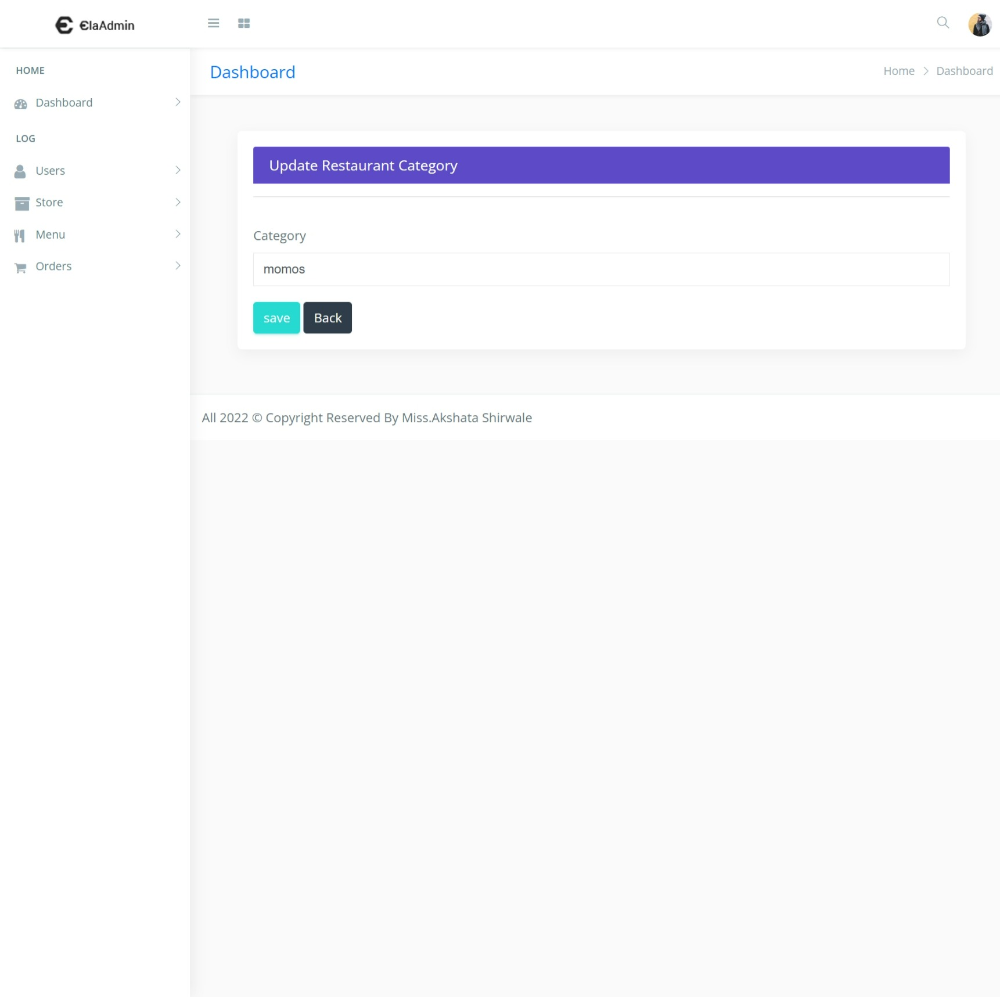 ElaAdmin
HOME
Dashboard
LOG
Users
Store
Menu
Orders
Dashboard
Home
Dashboard
Update Restaurant Category
Category
momos
save
Back
All 2022 © Copyright Reserved By Miss.Akshata Shirwale